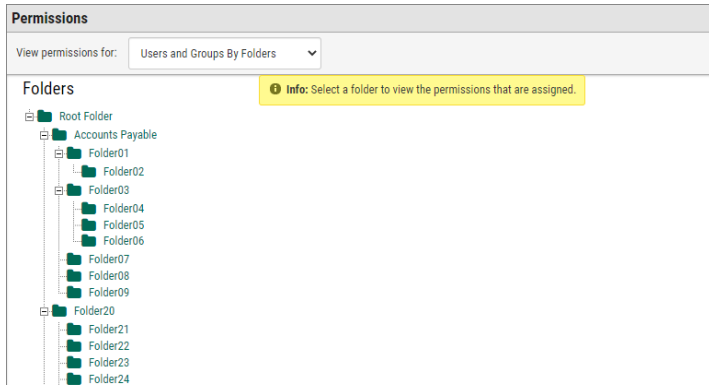 Permissions
View permissions for: Users and Groups By Folders
Folders
Info: Select a folder to view the permissions that are assigned.
Root Folder
Accounts Payable
Folder01
Folder02
Folder03
Folder04
Folder05
Folder06
Folder07
Folder08
Folder09
Folder20
Folder21
Folder22
Folder23
Folder24